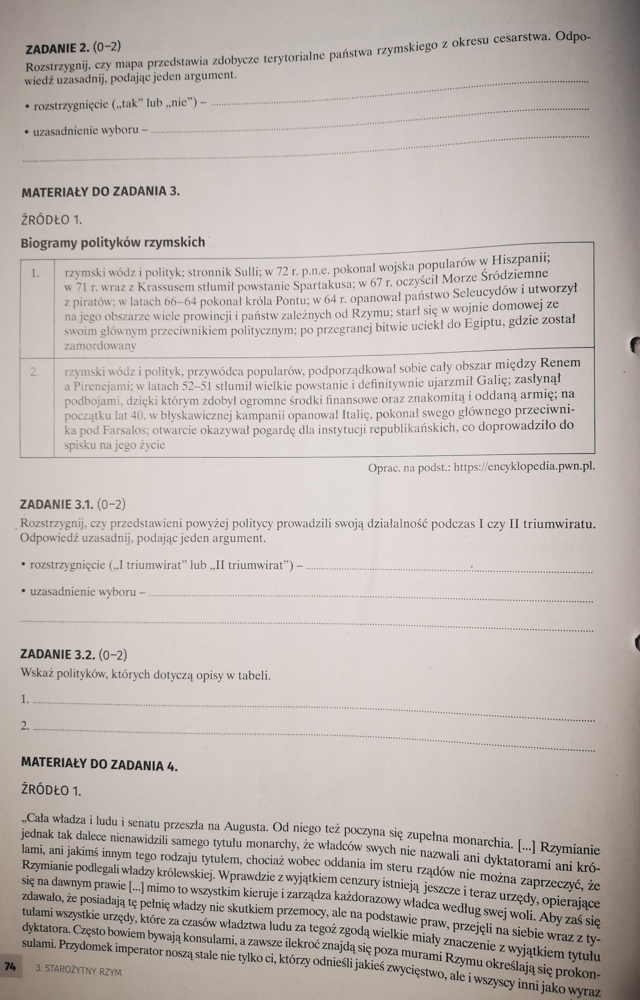 ZADANIE 2. (0–2)
Rozstrzygnij, czy mapa przedstawia zdobycze terytorialne państwa rzymskiego z okresu cesarstwa. Odpo-
wiedź uzasadnij, podając jeden argument.
• rozstrzygnięcie („tak” lub „nie”) –
• uzasadnienie wyboru –
MATERIAŁY DO ZADANIA 3.
ŹRÓDŁO 1.
Biogramy polityków rzymskich
1.
rzymski wódz i polityk; stronnik Sulli; w 72 r. p.n.e. pokonał wojska popularów w Hiszpanii;
w 71 r. wraz z Krassusem stłumił powstanie Spartakusa; w 67 r. oczyścił Morze Śródziemne
z piratów; w latach 66–64 pokonał króla Pontu; w 64 r. opanował państwo Seleucydów i utworzył
na jego obszarze wiele prowincji i państw zależnych od Rzymu; starł się w wojnie domowej ze
swoim głównym przeciwnikiem politycznym; po przegranej bitwie uciekł do Egiptu, gdzie został
zamordowany
2.
rzymski wódz i polityk, przywódca popularów, podporządkował sobie cały obszar między Renem
a Pirenejami; w latach 52–51 stłumił wielkie powstanie i definitywnie ujarzmił Galię; zasłynął
podbojami, dzięki którym zdobył ogromne środki finansowe oraz znakomitą i oddaną armię; na
początku lat 40. w błyskawicznej kampanii opanował Italię, pokonał swego głównego przeciwni-
ka pod Farsalos; otwarcie okazywał pogardę dla instytucji republikańskich, co doprowadziło do
spisku na jego życie
Oprac. na podst.: https://encyklopedia.pwn.pl.
ZADANIE 3.1. (0–2)
Rozstrzygnij, czy przedstawieni powyżej politycy prowadzili swoją działalność podczas I czy II triumwiratu.
Odpowiedź uzasadnij, podając jeden argument.
• rozstrzygnięcie („I triumwirat” lub „II triumwirat”) –
• uzasadnienie wyboru –
ZADANIE 3.2. (0–2)
Wskaż polityków, których dotyczą opisy w tabeli.
1.
2.
MATERIAŁY DO ZADANIA 4.
ŹRÓDŁO 1.
„Cała władza i ludu i senatu przeszła na Augusta. Od niego też poczyna się zupełna monarchia. [...] Rzymianie
jednak tak dalece nienawidzili samego tytułu monarchy, że władców swych nie nazwali ani dyktatorami ani kró-
lami, ani jakimś innym tego rodzaju tytułem, chociaż wobec oddania im steru rządów nie można zaprzeczyć, że
Rzymianie podlegali władzy królewskiej. Wprawdzie z wyjątkiem cenzury istnieją jeszcze i teraz urzędy, opierające
się na dawnym prawie [...] mimo to wszystkim kieruje i zarządza każdorazowy władca według swej woli. Aby zaś się
zdawało, że posiadają tę pełnię władzy nie skutkiem przemocy, ale na podstawie praw, przejęli na siebie wraz z ty-
tułami wszystkie urzędy, które za czasów władztwa ludu za tegoż zgodą wielkie miały znaczenie z wyjątkiem tytułu
dyktatora. Często bowiem bywają konsulami, a zawsze ilekroć znajdą się poza murami Rzymu określają się prokon-
sulami. Przydomek imperator noszą stale nie tylko ci, którzy odnieśli jakieś zwycięstwo, ale i wszyscy inni jako wyraz
74 3. STAROŻYTNY RZYM